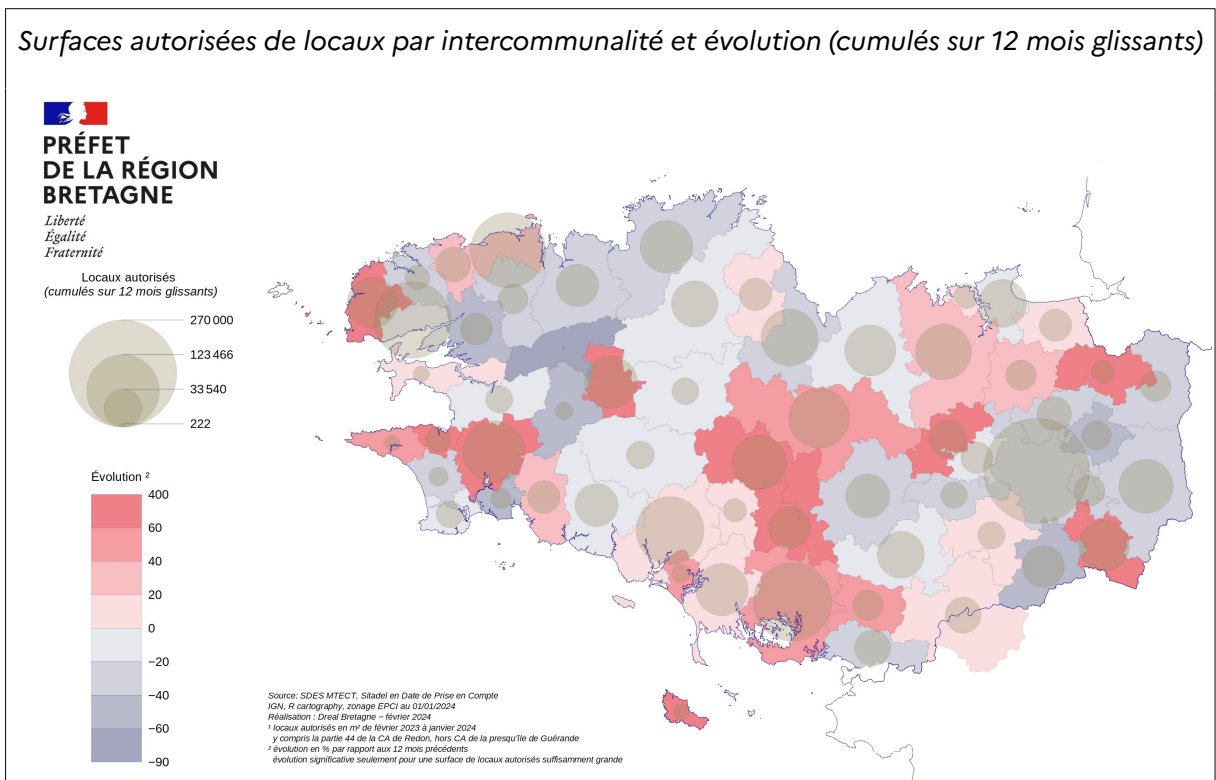 Surfaces autorisées de locaux par intercommunalité et évolution (cumulés sur 12 mois glissants)
PRÉFET
DE LA RÉGION
BRETAGNE
Liberté
Égalité
Fraternité
Locaux autorisés
(cumulés sur 12 mois glissants)
270 000
123 466
33 540
222
Évolution ²
400
60
40
20
0
−20
−40
−60
−90
Source: SDES MTECT, Sitadel en Date de Prise en Compte
IGN, R cartography, zonage EPCI au 01/01/2024
Réalisation : Dreal Bretagne − février 2024
¹ locaux autorisés en m² de février 2023 à janvier 2024
y compris la partie 44 de la CA de Redon, hors CA de la presqu'île de Guérande
² évolution en % par rapport aux 12 mois précédents
évolution significative seulement pour une surface de locaux autorisés suffisamment grande